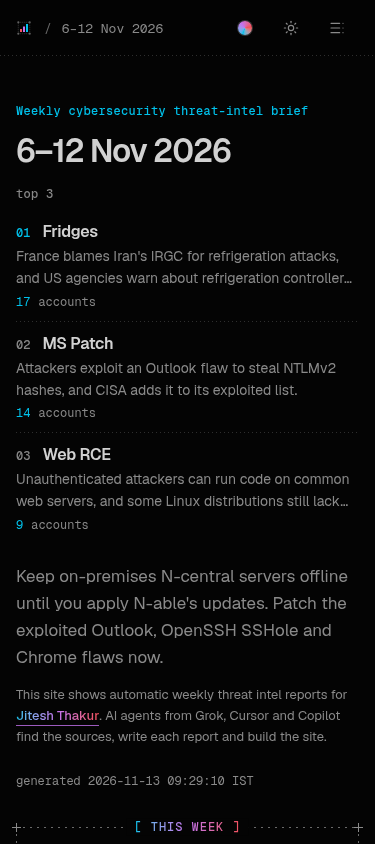 / 6–12 Nov 2026
Weekly cybersecurity threat-intel brief
6–12 Nov 2026
top 3
01 Fridges
France blames Iran's IRGC for refrigeration attacks,
and US agencies warn about refrigeration controller…
17 accounts
02 MS Patch
Attackers exploit an Outlook flaw to steal NTLMv2
hashes, and CISA adds it to its exploited list.
14 accounts
03 Web RCE
Unauthenticated attackers can run code on common
web servers, and some Linux distributions still lack…
9 accounts
Keep on-premises N-central servers offline
until you apply N-able's updates. Patch the
exploited Outlook, OpenSSH SSHole and
Chrome flaws now.
This site shows automatic weekly threat intel reports for
Jitesh Thakur. AI agents from Grok, Cursor and Copilot
find the sources, write each report and build the site.
generated 2026-11-13 09:29:10 IST
[ THIS WEEK ]